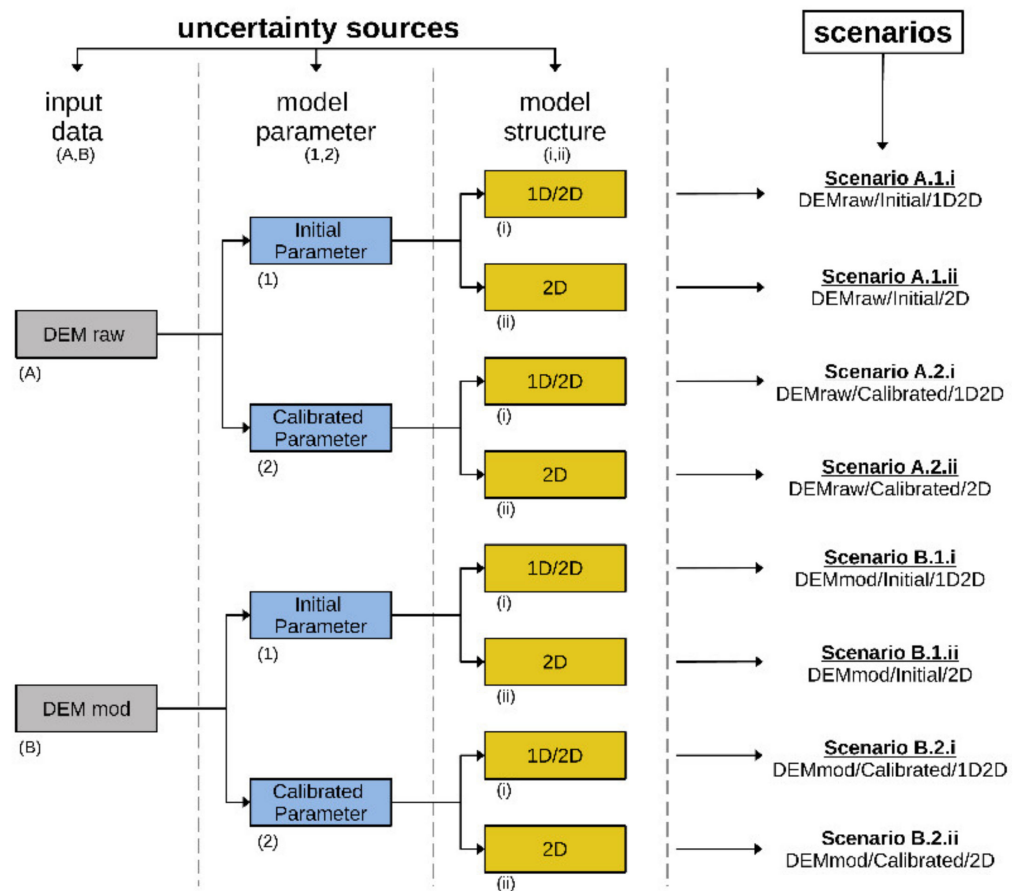 uncertainty sources
scenarios
input
data
(A,B)
model
parameter
(1,2)
model
structure
(i,ii)
DEM raw
(A)
Initial
Parameter
(1)
1D/2D
(i)
Scenario A.1.i
DEMraw/Initial/1D2D
2D
(ii)
Scenario A.1.ii
DEMraw/Initial/2D
Calibrated
Parameter
(2)
1D/2D
(i)
Scenario A.2.i
DEMraw/Calibrated/1D2D
2D
(ii)
Scenario A.2.ii
DEMraw/Calibrated/2D
DEM mod
(B)
Initial
Parameter
(1)
1D/2D
(i)
Scenario B.1.i
DEMmod/Initial/1D2D
2D
(ii)
Scenario B.1.ii
DEMmod/Initial/2D
Calibrated
Parameter
(2)
1D/2D
(i)
Scenario B.2.i
DEMmod/Calibrated/1D2D
2D
(ii)
Scenario B.2.ii
DEMmod/Calibrated/2D